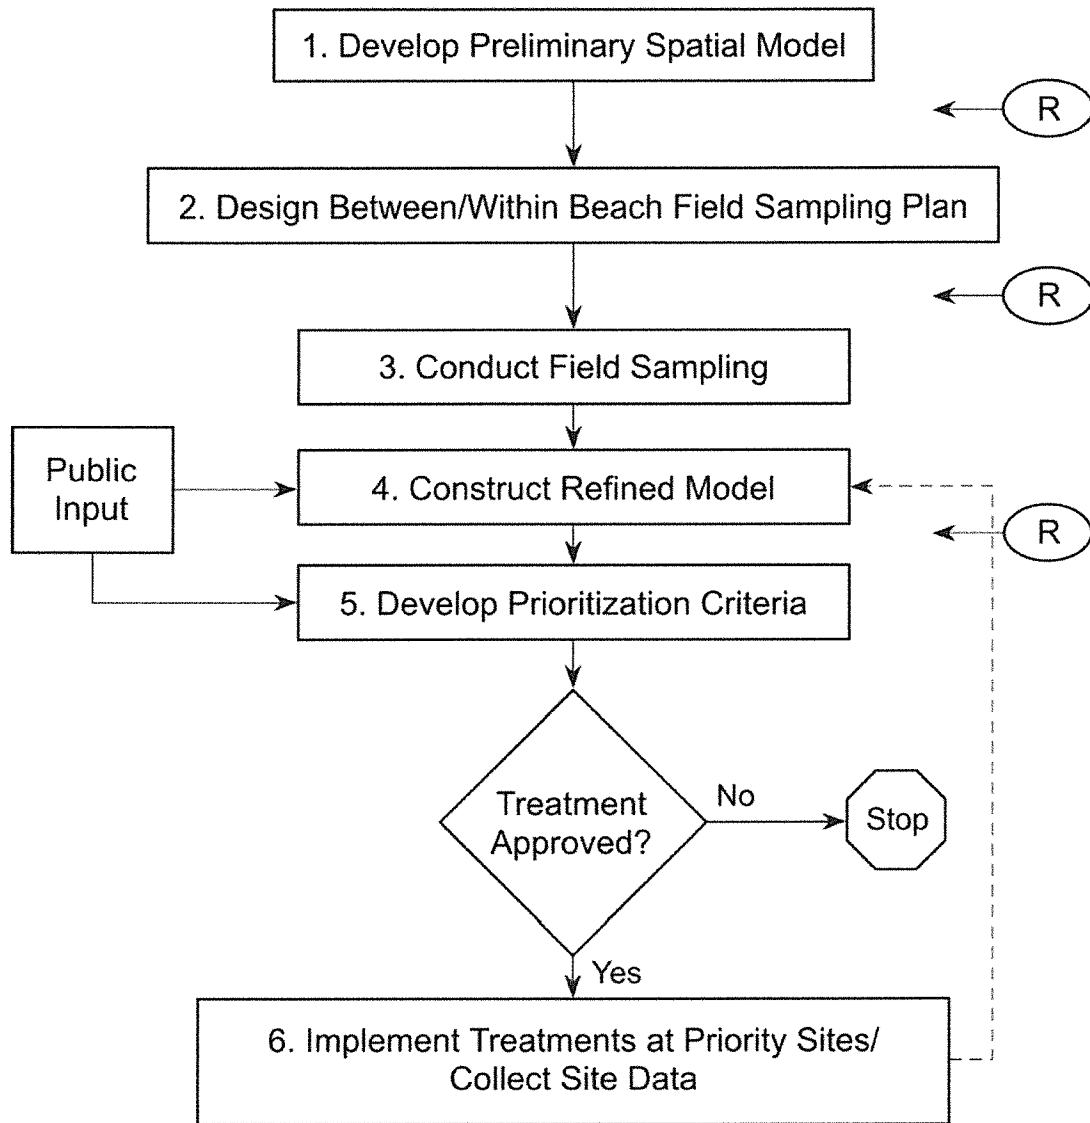 1. Develop Preliminary Spatial Model
R
2. Design Between/Within Beach Field Sampling Plan
R
3. Conduct Field Sampling
Public
Input
4. Construct Refined Model
R
5. Develop Prioritization Criteria
Treatment
Approved?
No
Stop
Yes
6. Implement Treatments at Priority Sites/
Collect Site Data